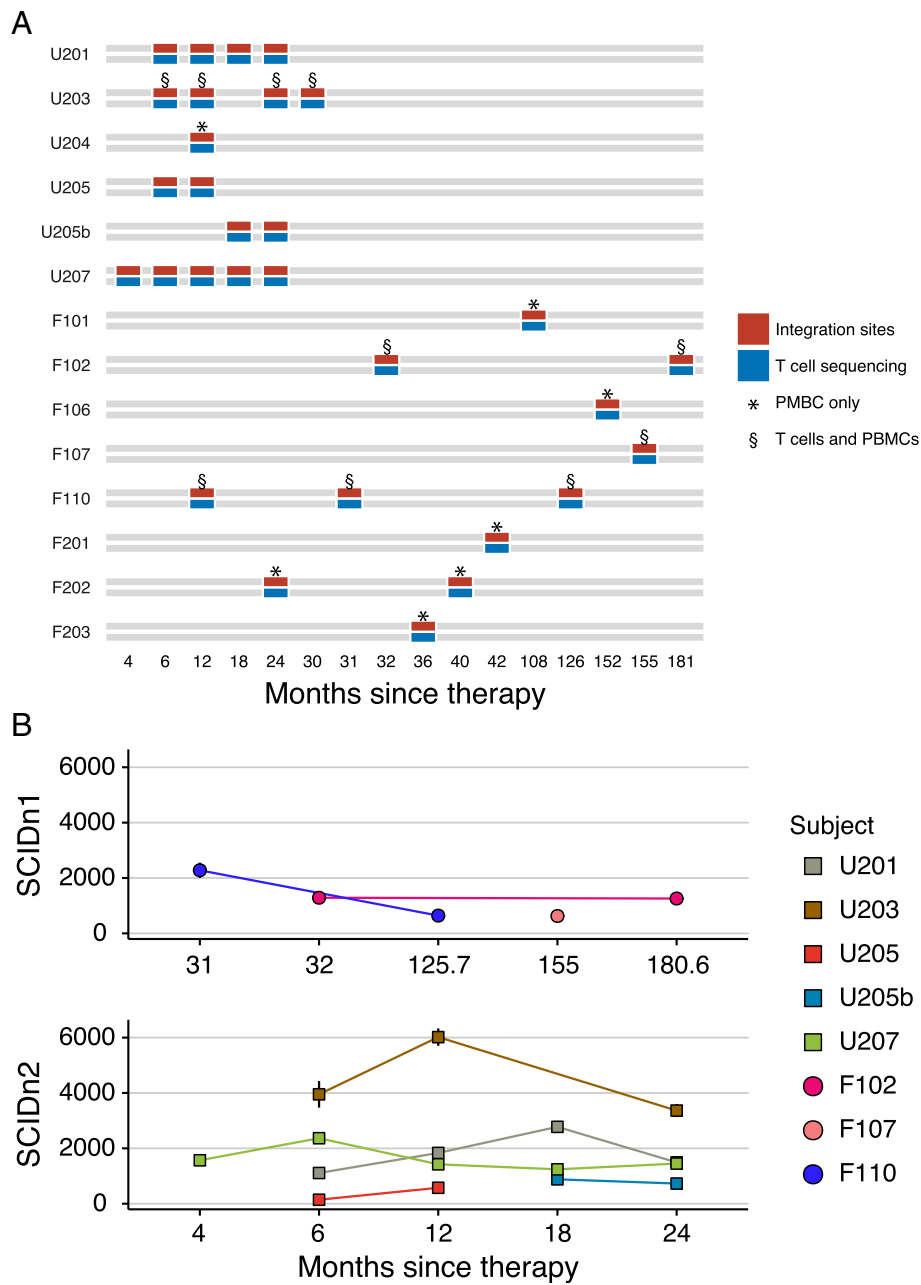 A
U201
§ § § §
U203
*
U204
U205
U205b
U207
*
F101
§ §
F102
*
F106
§
F107
§ § §
F110
*
F201
* *
F202
*
F203
4 6 12 18 24 30 31 32 36 40 42 108 126 152 155 181
Months since therapy
Integration sites
T cell sequencing
* PMBC only
§ T cells and PBMCs
B
SCIDn1
6000
4000
2000
0
31 32 125.7 155 180.6
SCIDn2
6000
4000
2000
0
4 6 12 18 24
Months since therapy
Subject
U201
U203
U205
U205b
U207
F102
F107
F110